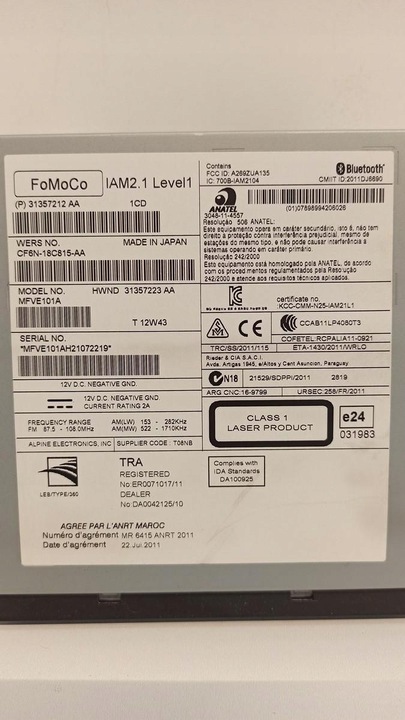 FoMoCo
IAM2.1 Level1
(P) 31357212 AA 1CD
WERS NO. MADE IN JAPAN
CF6N-18C815-AA
MODEL NO. HWND 31357223 AA
MFVE101A
T 12W43
SERIAL NO.
*MFVE101AH21072219*
12V D.C. NEGATIVE GND.
12V D.C. NEGATIVE GND.
CURRENT RATING 2A
FREQUENCY RANGE AM(LW) 153 - 282KHz
FM 87.5 - 108.0MHz AM(MW) 522 - 1710KHz
ALPINE ELECTRONICS, INC SUPPLIER CODE : T08NB
Contains
FCC ID: A269ZUA135
IC: 700B-IAM2104
Bluetooth
CMIIT ID:2011DJ6690
ANATEL
3048-11-4557
(01)07898994206026
Resolução 506 ANATEL:
Este equipamento opera em caráter secundário, isto é, não tem
direito a proteção contra interferência prejudicial, mesmo de
estações do mesmo tipo, e não pode causar interferência a
sistemas operando em caráter primário.
Resolução 242/2000
Este equipamento está homologado pela ANATEL, de acordo
com os procedimentos regulamentados pela Resolução
242/2000 e atende aos requisitos técnicos aplicados.
certificate no.
KCC-CMM-N25-IAM21L1
CE
CCAB11LP4080T3
COFETEL:RCPALIA11-0921
TRC/SS/2011/115 ETA-1430/2011/WRLO
Rieder & CIA S.A.C.I.
Avda. Artigas 1945, e/Altos y Cent Asuncion, Paraguay
N18 21529/SDPPI/2011 2819
ARG CNC:16-9799 URSEC:258/FR/2011
CLASS 1
LASER PRODUCT
e24
031983
LEB/TYPE/360
TRA
REGISTERED
No:ER0071017/11
DEALER
No:DA0042125/10
Complies with
IDA Standards
DA100925
AGREE PAR L'ANRT MAROC
Numéro d'agrément MR 6415 ANRT 2011
Date d'agrément 22 Jul 2011